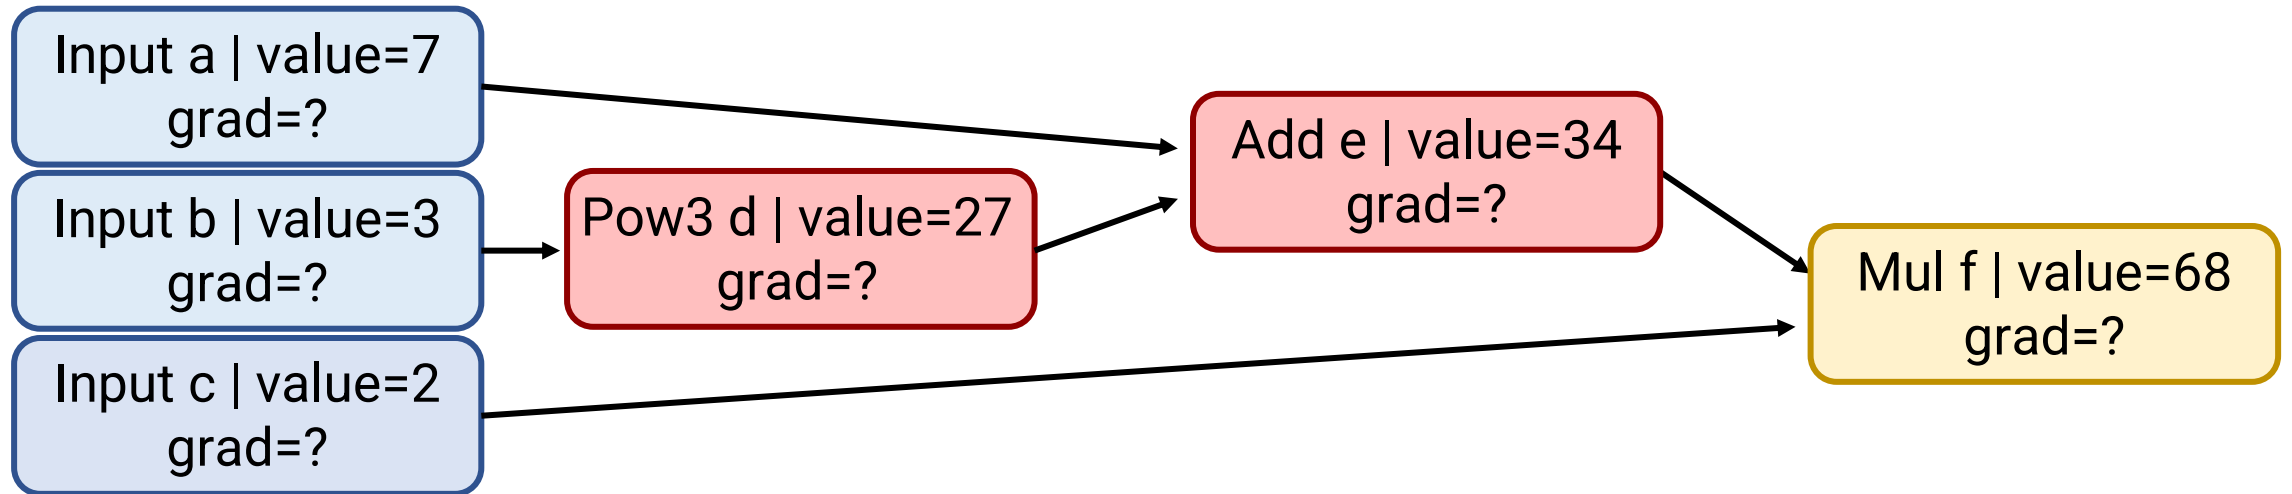 Input a | value=7
grad=?
Input b | value=3
grad=?
Input c | value=2
grad=?
Pow3 d | value=27
grad=?
Add e | value=34
grad=?
Mul f | value=68
grad=?